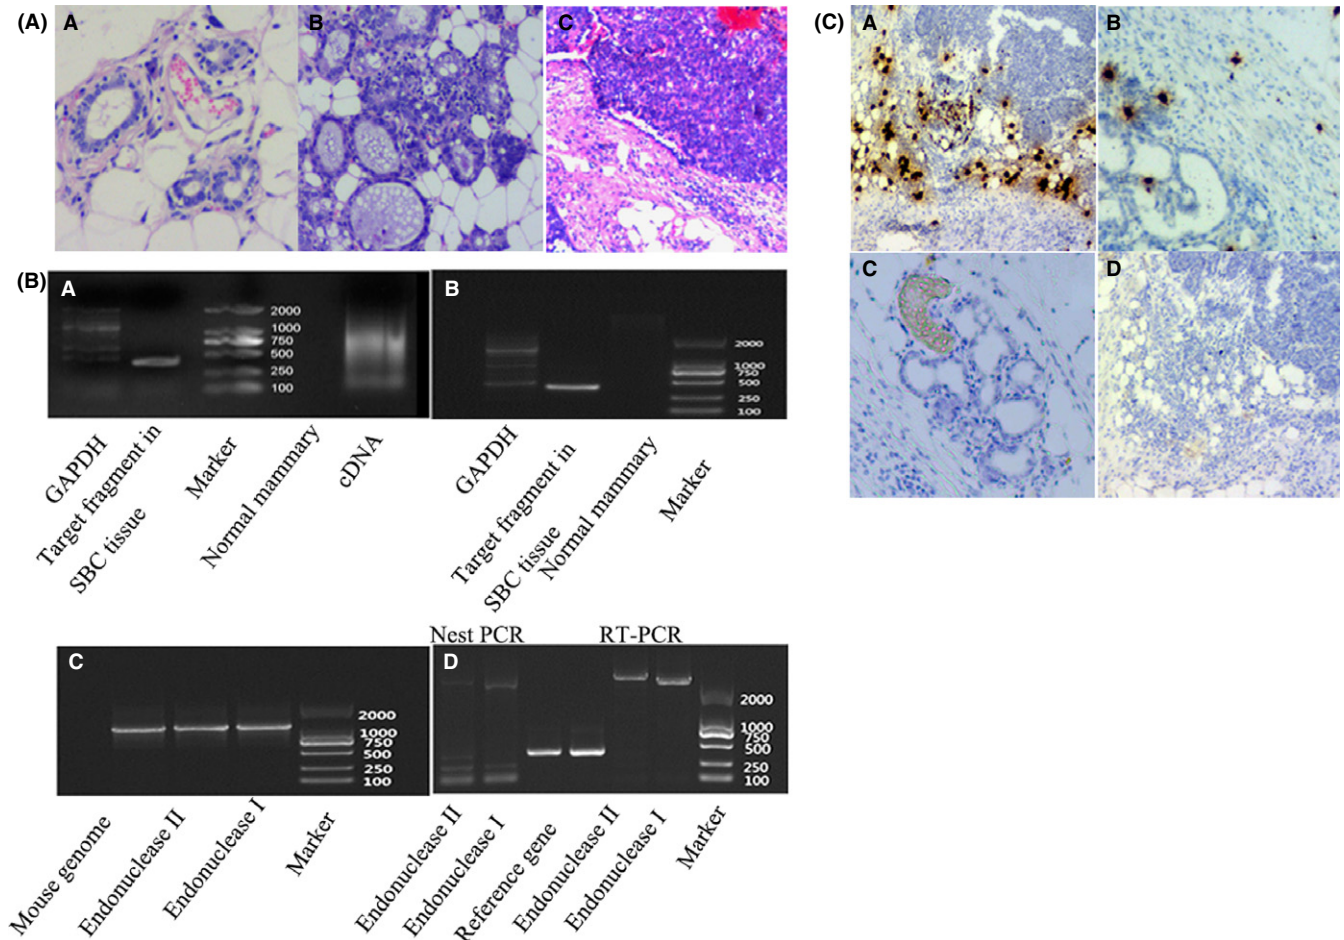 (A)
A
B
C
(B)
A
2000
1000
750
500
250
100
B
2000
1000
750
500
250
100
GAPDH
Target fragment in
SBC tissue
Marker
Normal mammary
cDNA
GAPDH
Target fragment in
SBC tissue
Normal mammary
Marker
C
2000
1000
750
500
250
100
Nest PCR
RT-PCR
D
2000
1000
750
500
250
100
Mouse genome
Endonuclease II
Endonuclease I
Marker
Endonuclease II
Endonuclease I
Reference gene
Endonuclease II
Endonuclease I
Marker
(C)
A
B
C
D